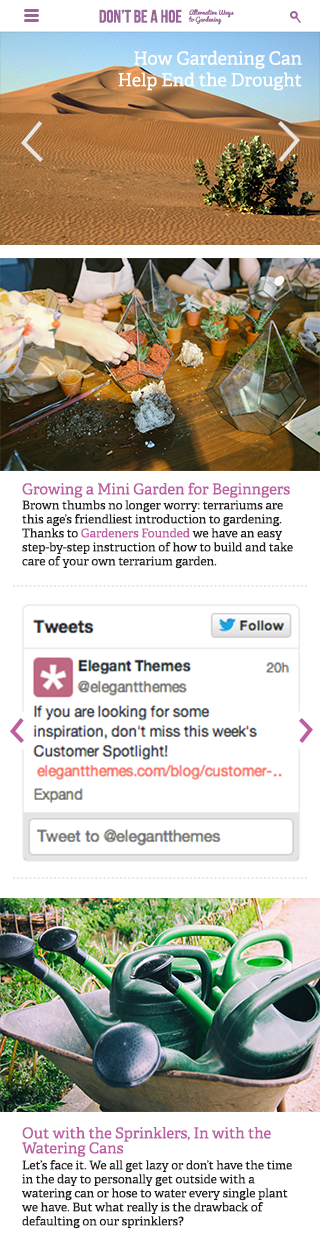 DON'T BE A HOE
Alternative Ways
to Gardening
How Gardening Can
Help End the Drought
Growing a Mini Garden for Beginngers
Brown thumbs no longer worry: terrariums are
this age's friendliest introduction to gardening.
Thanks to Gardeners Founded we have an easy
step-by-step instruction of how to build and take
care of your own terrarium garden.
Tweets
Follow
Elegant Themes
20h
@elegantthemes
If you are looking for some
inspiration, don't miss this week's
Customer Spotlight!
elegantthemes.com/blog/customer-..
Expand
Tweet to @elegantthemes
Out with the Sprinklers, In with the
Watering Cans
Let's face it. We all get lazy or don't have the time
in the day to personally get outside with a
watering can or hose to water every single plant
we have. But what really is the drawback of
defaulting on our sprinklers?